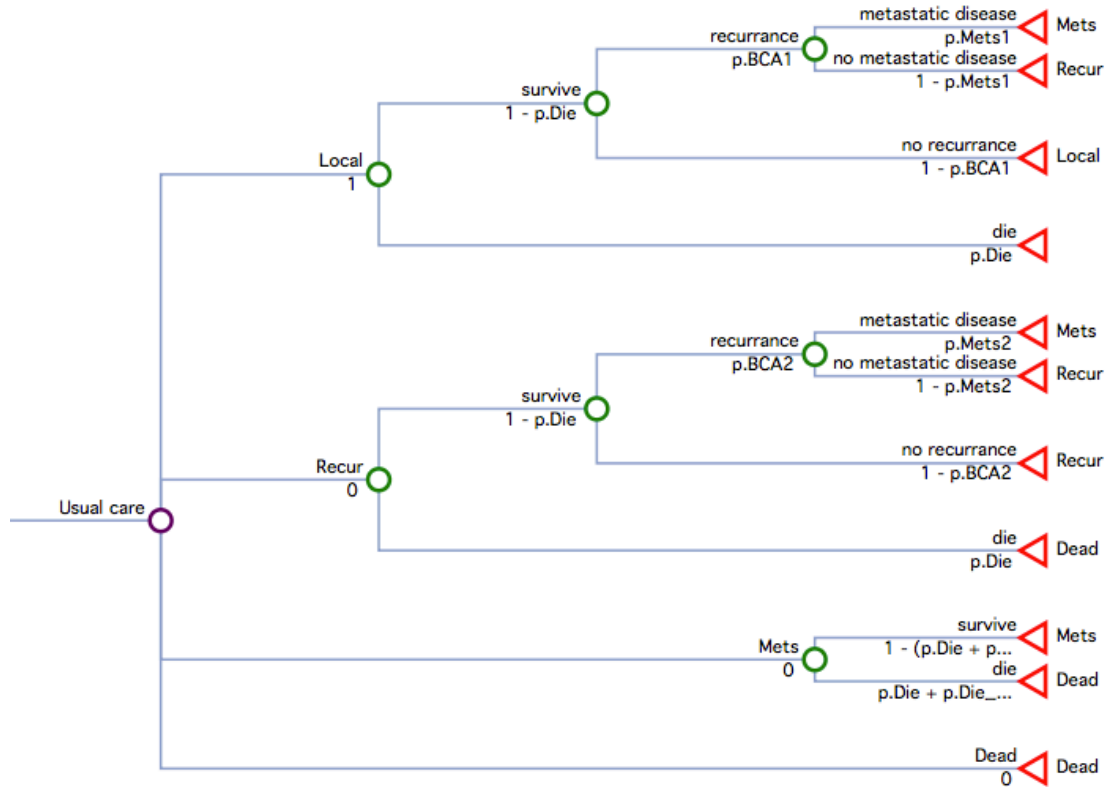 metastatic disease
p.Mets1
Mets
recurrance
p.BCA1
no metastatic disease
1 - p.Mets1
Recur
survive
1 - p.Die
no recurrance
1 - p.BCA1
Local
Local
1
die
p.Die
metastatic disease
p.Mets2
Mets
recurrance
p.BCA2
no metastatic disease
1 - p.Mets2
Recur
survive
1 - p.Die
no recurrance
1 - p.BCA2
Recur
Recur
0
Usual care
die
p.Die
Dead
survive
1 - (p.Die + p...
Mets
Mets
0
die
p.Die + p.Die_...
Dead
Dead
0
Dead